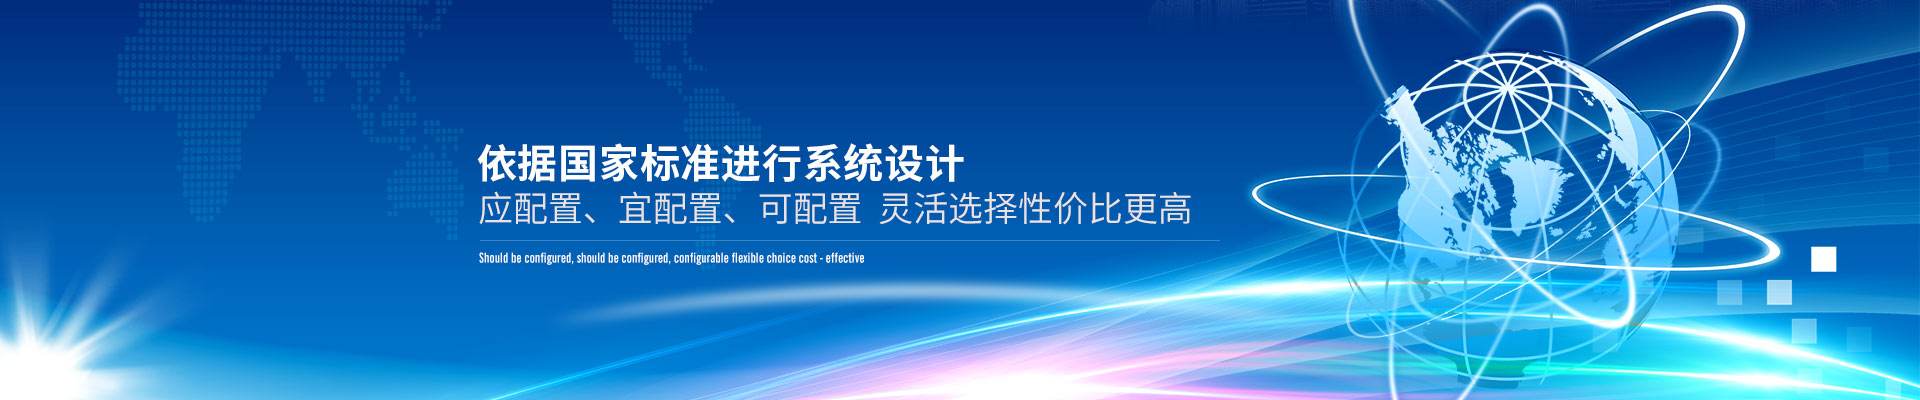 依据国家标准进行系统设计
应配置、宜配置、可配置 灵活选择性价比更高
Should be configured, should be configured, configurable flexible choice cost - effective